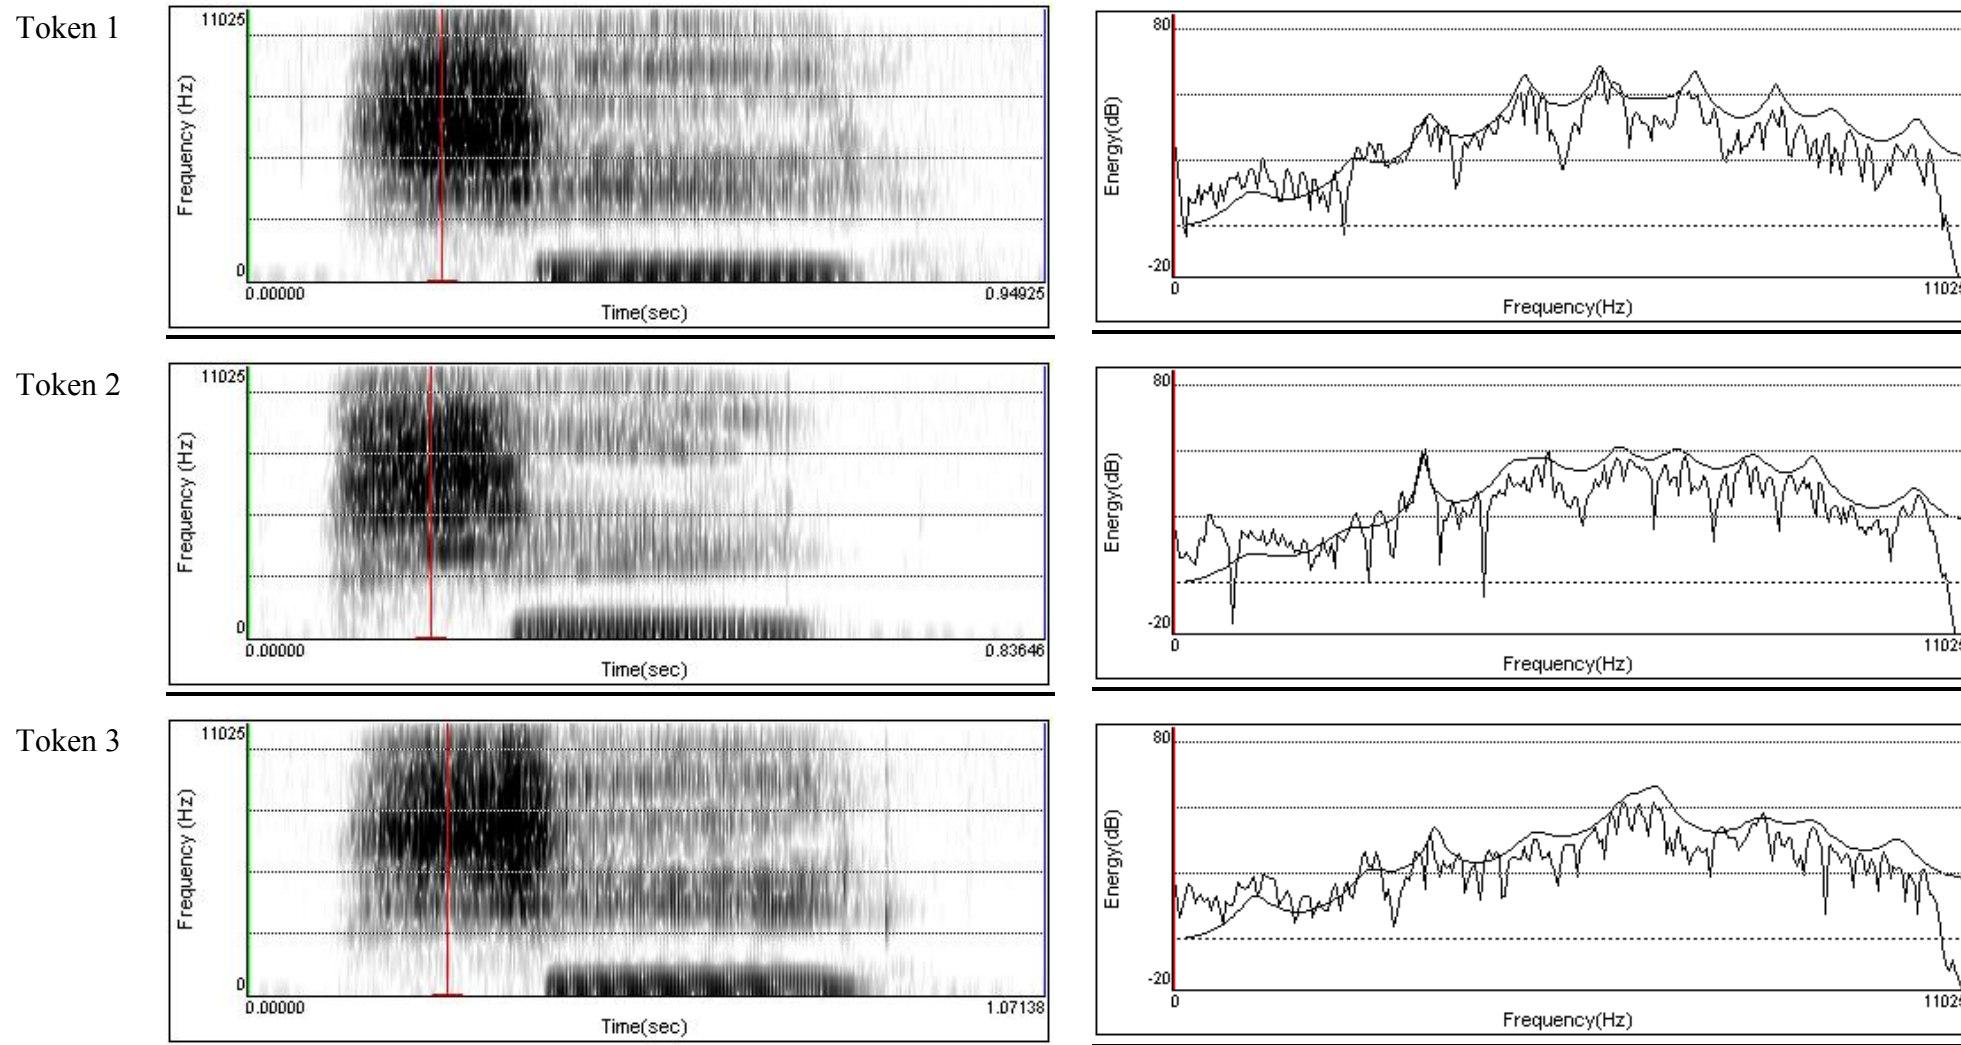 Token 1
11025
Frequency (Hz)
0
0.00000
0.94925
Time(sec)
80
Energy(dB)
-20
0
11025
Frequency(Hz)
Token 2
11025
Frequency (Hz)
0
0.00000
0.83646
Time(sec)
80
Energy(dB)
-20
0
11025
Frequency(Hz)
Token 3
11025
Frequency (Hz)
0
0.00000
1.07138
Time(sec)
80
Energy(dB)
-20
0
11025
Frequency(Hz)